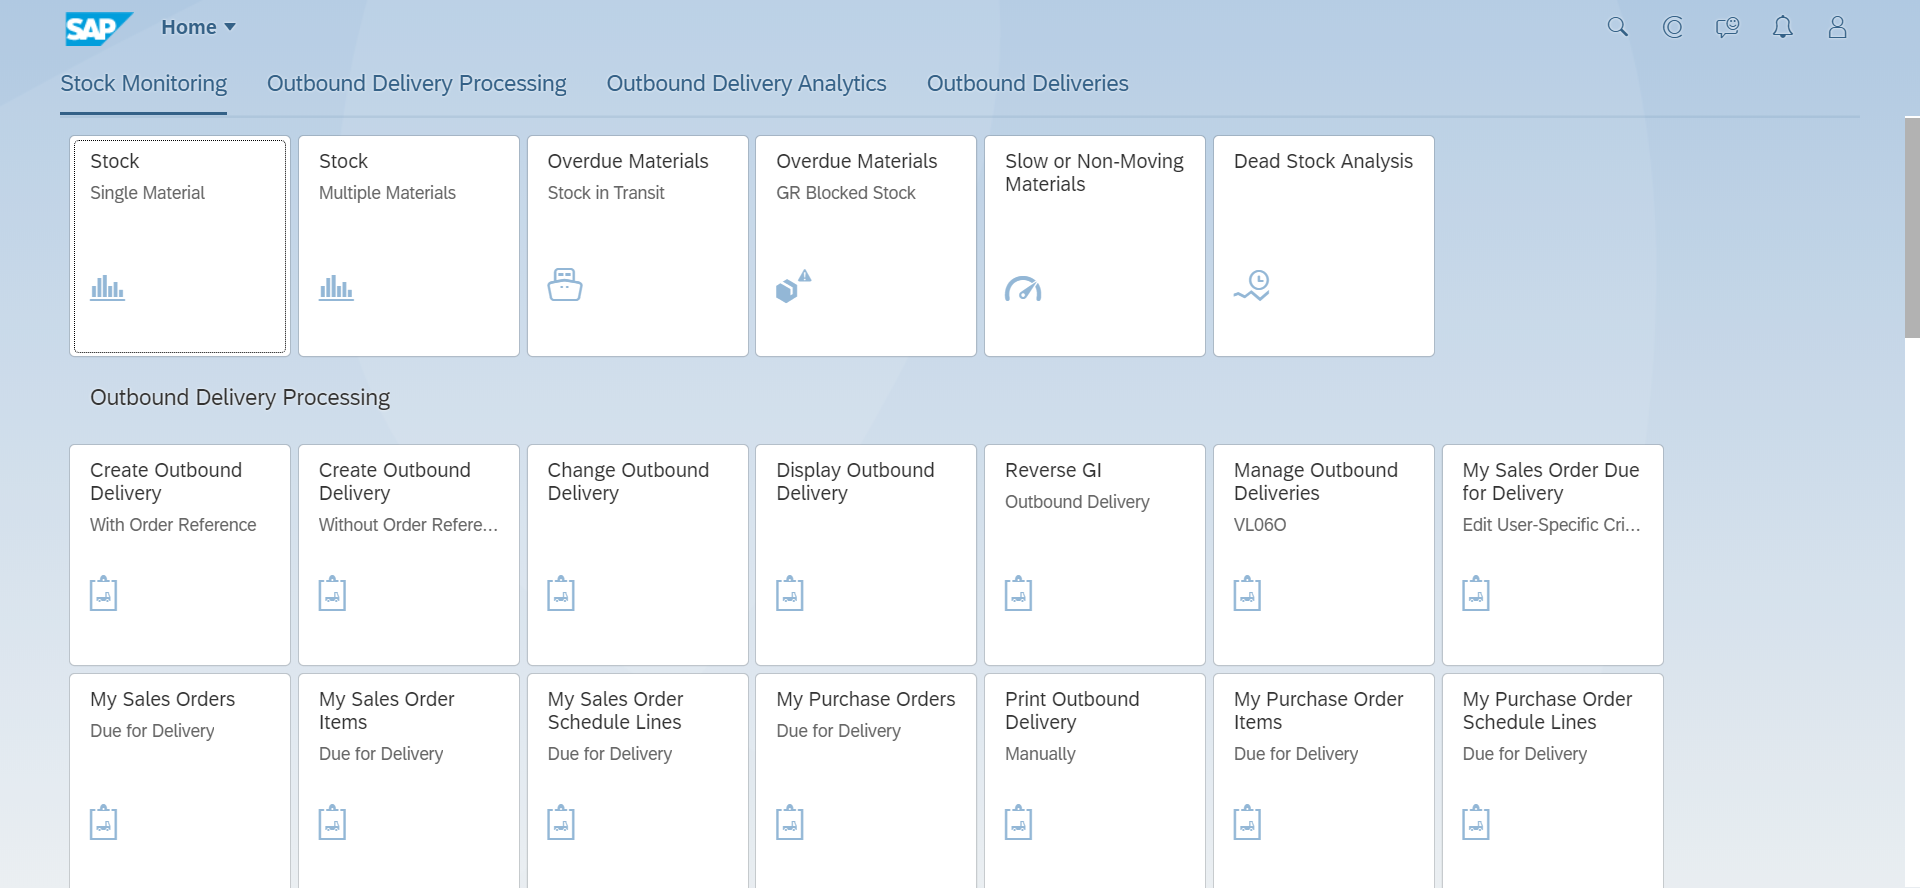 SAP Home
Stock Monitoring Outbound Delivery Processing Outbound Delivery Analytics Outbound Deliveries
Stock
Single Material
Stock
Multiple Materials
Overdue Materials
Stock in Transit
Overdue Materials
GR Blocked Stock
Slow or Non-Moving
Materials
Dead Stock Analysis
Outbound Delivery Processing
Create Outbound
Delivery
With Order Reference
Create Outbound
Delivery
Without Order Refere...
Change Outbound
Delivery
Display Outbound
Delivery
Reverse GI
Outbound Delivery
Manage Outbound
Deliveries
VL06O
My Sales Order Due
for Delivery
Edit User-Specific Cri...
My Sales Orders
Due for Delivery
My Sales Order
Items
Due for Delivery
My Sales Order
Schedule Lines
Due for Delivery
My Purchase Orders
Due for Delivery
Print Outbound
Delivery
Manually
My Purchase Order
Items
Due for Delivery
My Purchase Order
Schedule Lines
Due for Delivery